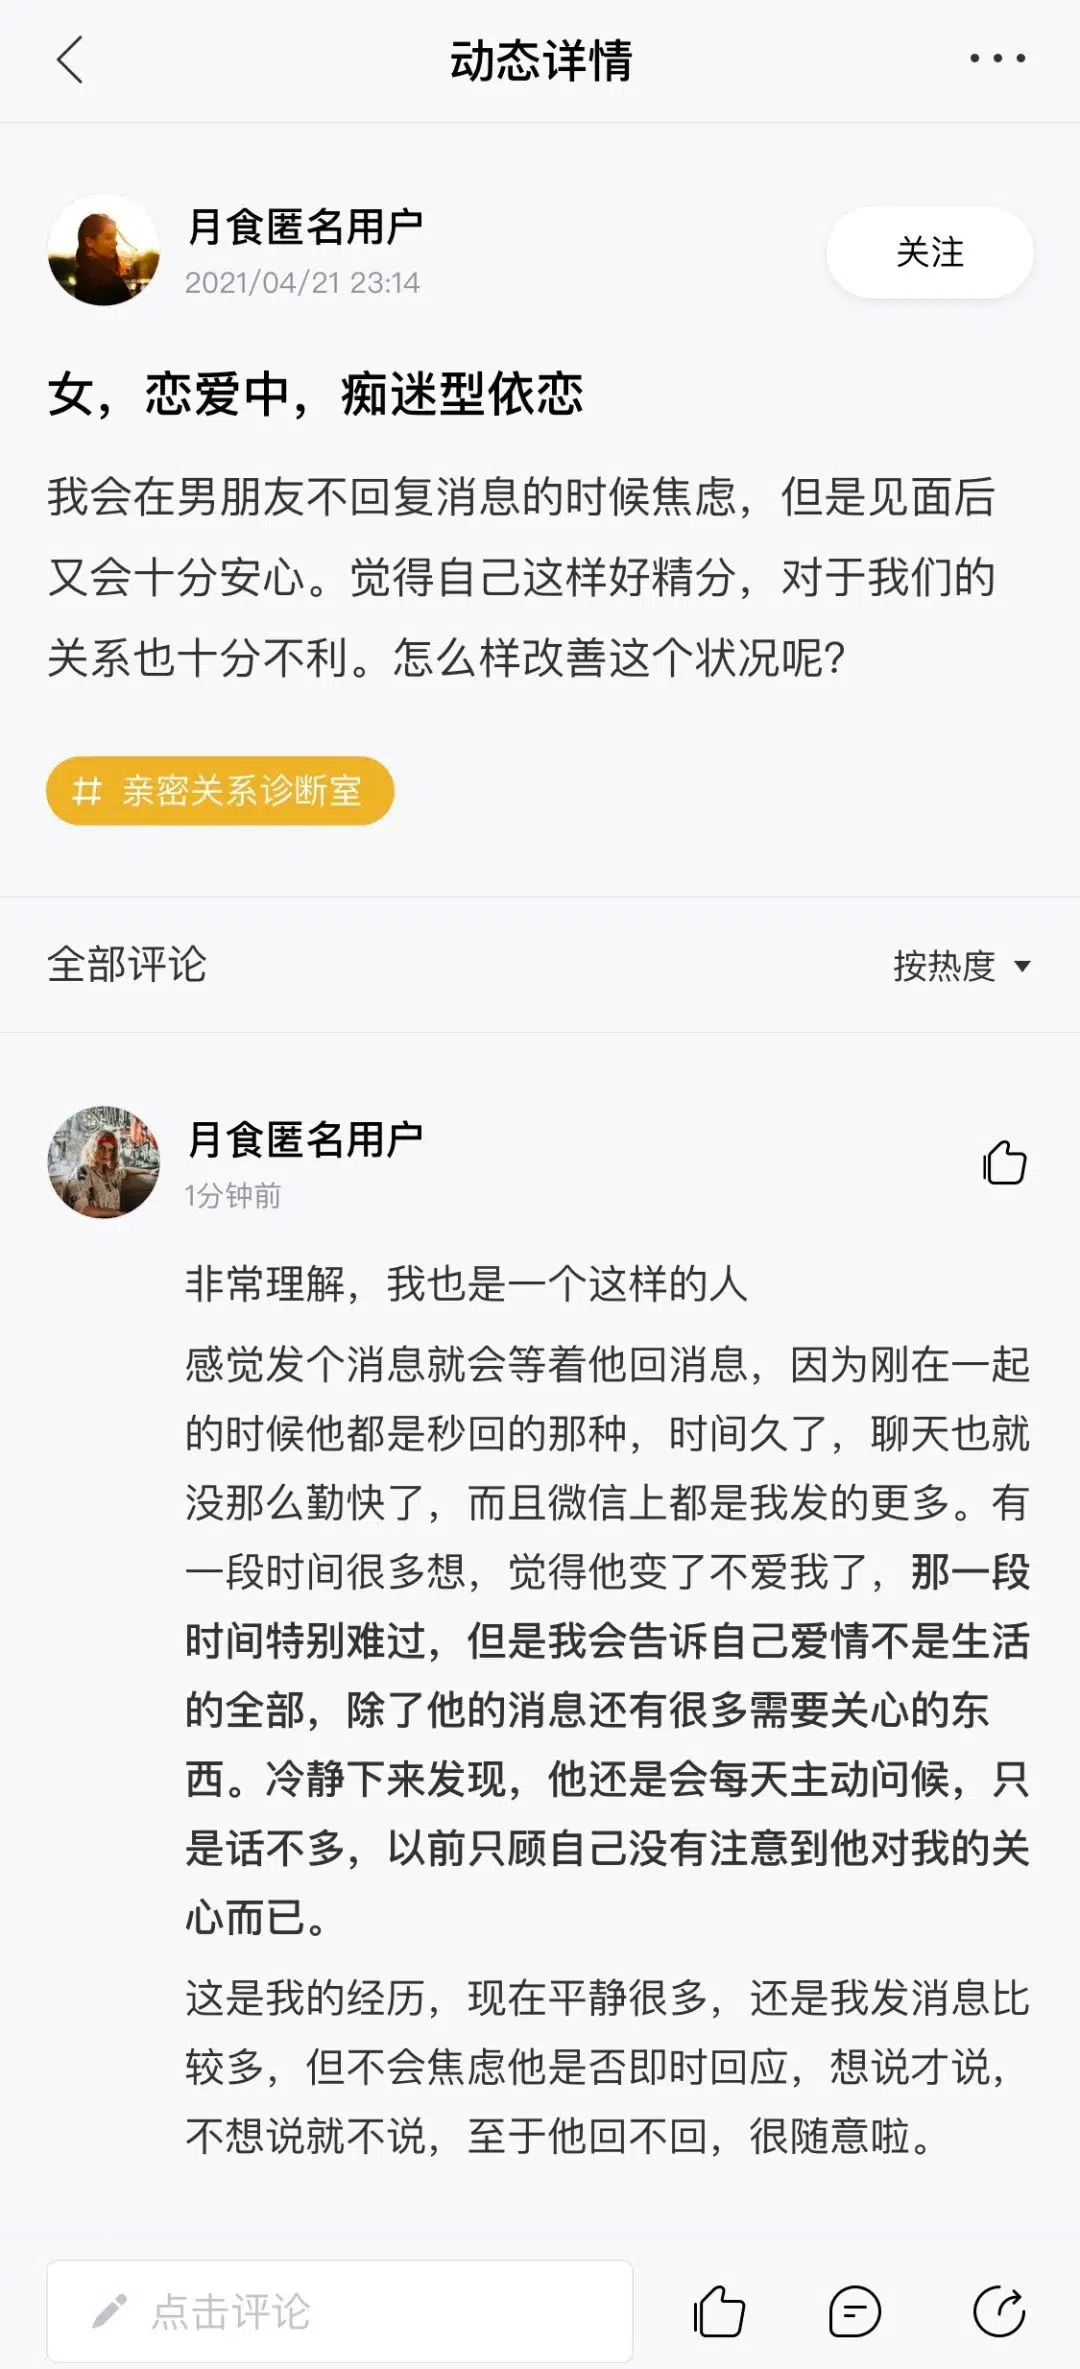 动态详情
月食匿名用户
2021/04/21 23:14
关注
女，恋爱中，痴迷型依恋
我会在男朋友不回复消息的时候焦虑，但是见面后
又会十分安心。觉得自己这样好精分，对于我们的
关系也十分不利。怎么样改善这个状况呢？
# 亲密关系诊断室
全部评论
按热度
月食匿名用户
1分钟前
非常理解，我也是一个这样的人
感觉发个消息就会等着他回消息，因为刚在一起
的时候他都是秒回的那种，时间久了，聊天也就
没那么勤快了，而且微信上都是我发的更多。有
一段时间很多想，觉得他变了不爱我了，那一段
时间特别难过，但是我会告诉自己爱情不是生活
的全部，除了他的消息还有很多需要关心的东
西。冷静下来发现，他还是会每天主动问候，只
是话不多，以前只顾自己没有注意到他对我的关
心而已。
这是我的经历，现在平静很多，还是我发消息比
较多，但不会焦虑他是否即时回应，想说才说，
不想说就不说，至于他回不回，很随意啦。
点击评论